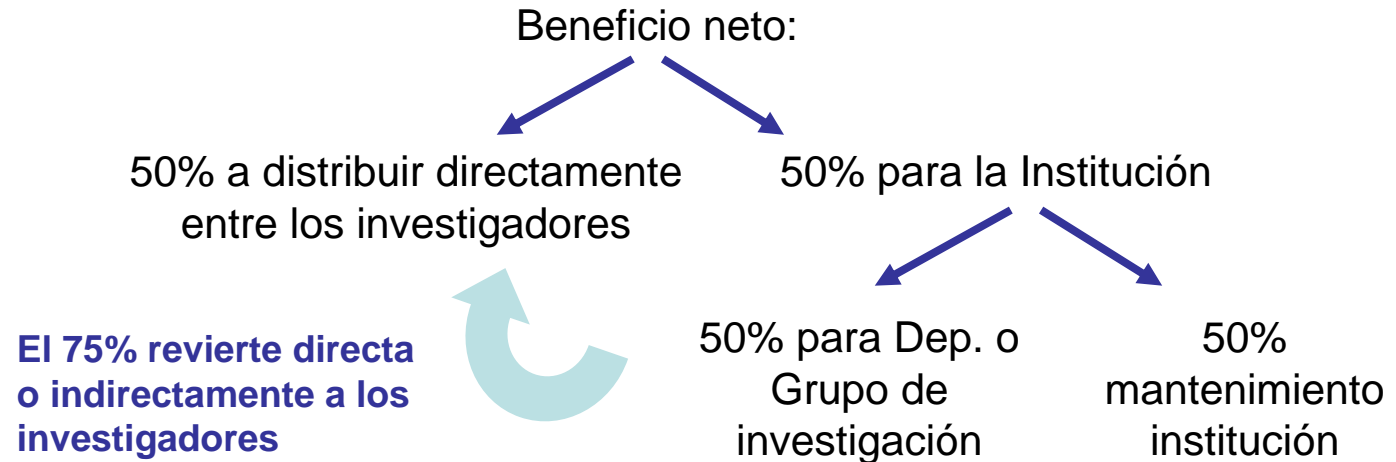 Beneficio neto:
50% a distribuir directamente
entre los investigadores
50% para la Institución
El 75% revierte directa
o indirectamente a los
investigadores
50% para Dep. o
Grupo de
investigación
50%
mantenimiento
institución